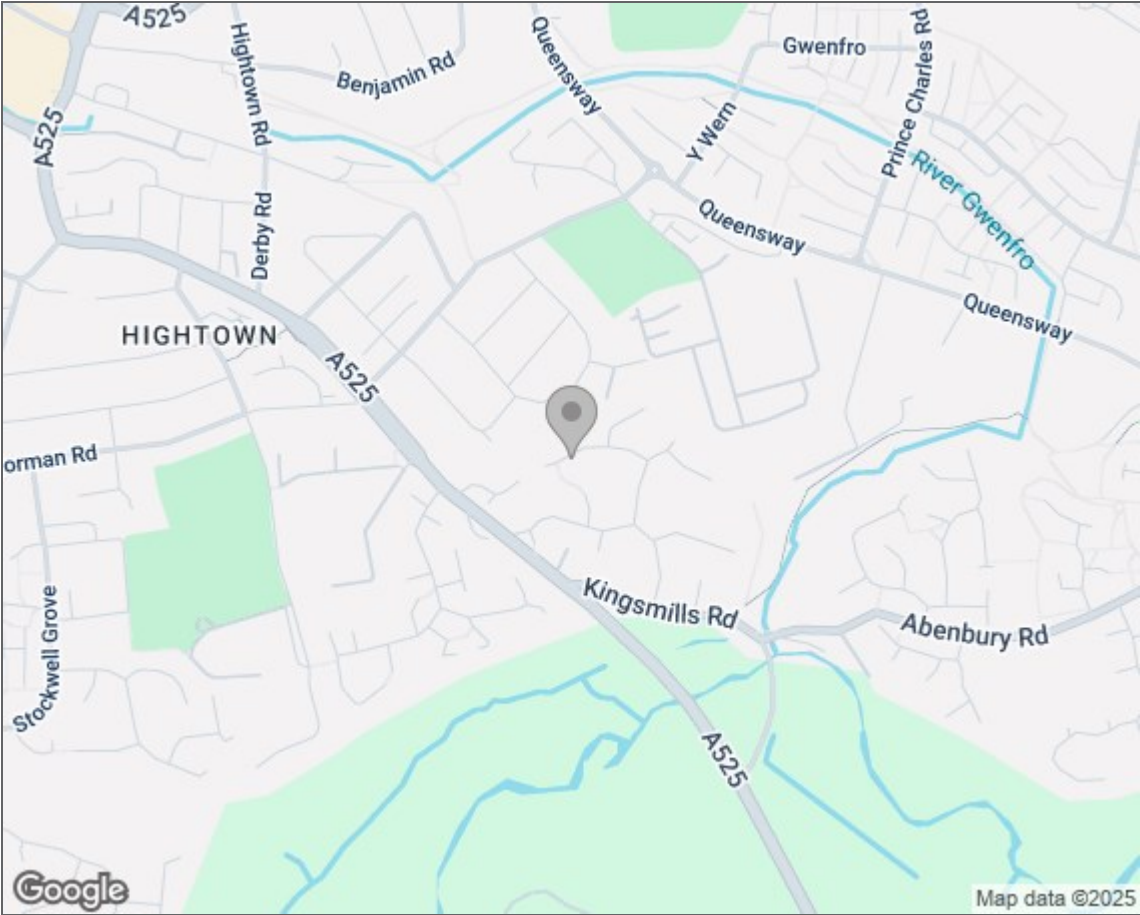 A525
Hightown Rd
Benjamin Rd
Queensway
Gwenfro
Prince Charles Rd
Y Wern
A525
River Gwenfro
Derby Rd
Queensway
Queensway
HIGHTOWN
A525
orman Rd
Kingsmills Rd
Abenbury Rd
Stockwell Grove
A525
Google
Map data ©2025